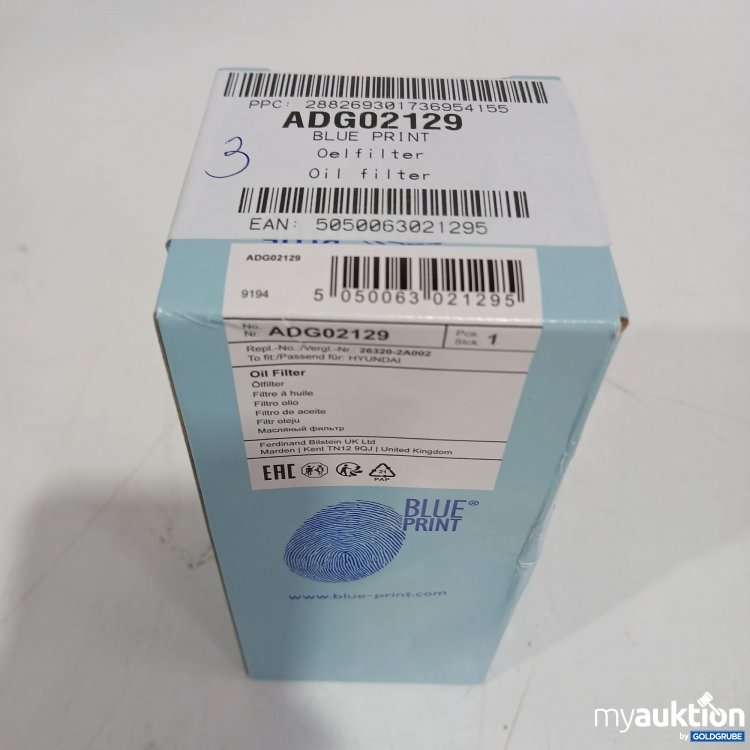 PPC: 288269301736954155
ADG02129
BLUE PRINT
Oelfilter
Oil filter
3
EAN: 5050063021295
ADG02129
9194
5 050063 021295
No.
Nr. ADG02129
Pcs.
Stck. 1
Repl.-No.:/Vergl.-Nr.: 26320-2A002
To fit:/Passend für: HYUNDAI
Oil Filter
Ölfilter
Filtre à huile
Filtro olio
Filtro de aceite
Filtr oleju
Масляный фильтр
Ferdinand Bilstein UK Ltd
Marden | Kent TN12 9QJ | United Kingdom
EAC
21
PAP
BLUE®
PRINT
www.blue-print.com
myauktion
by GOLDGRUBE